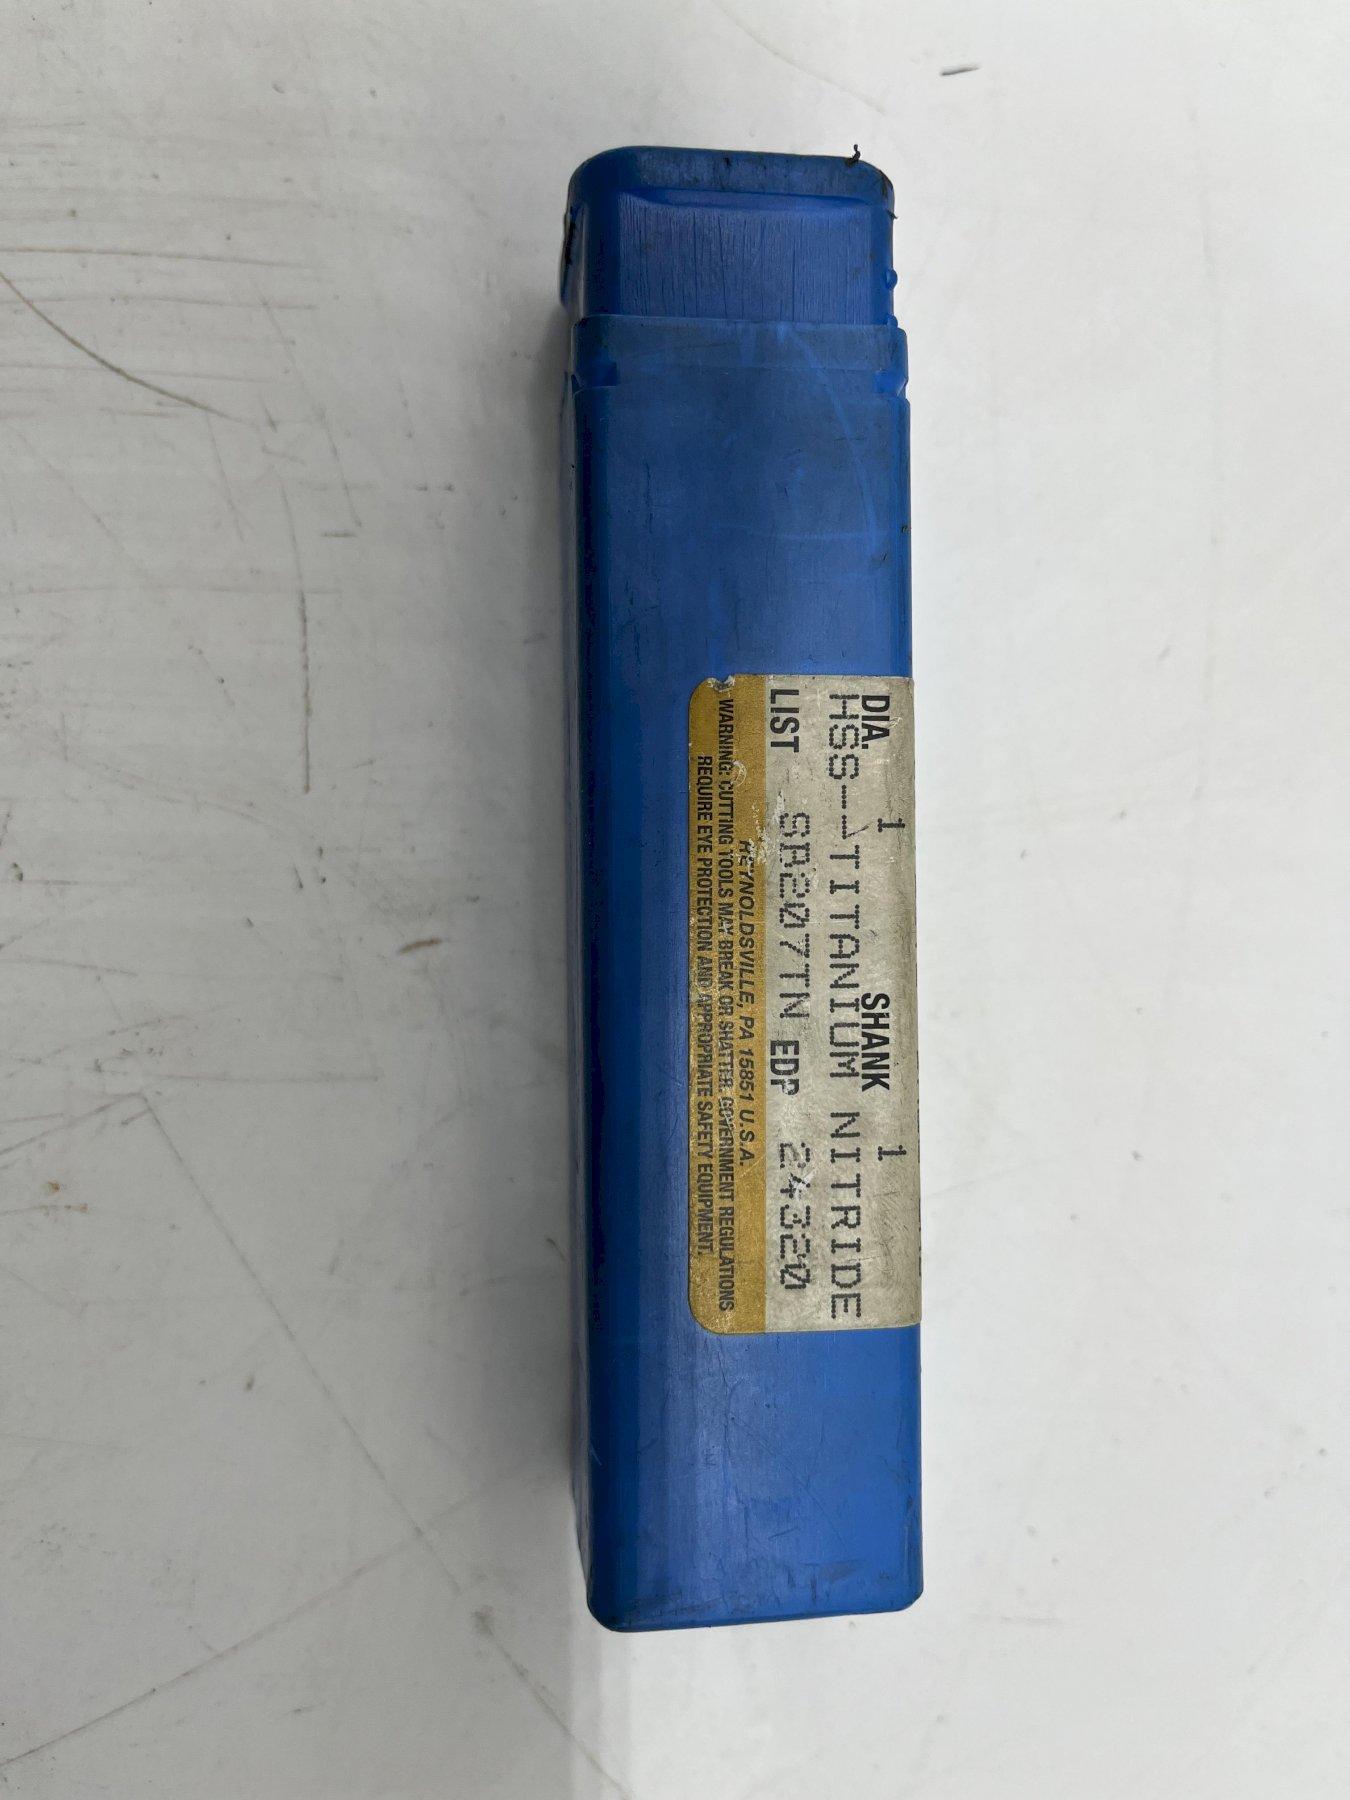 DIA. 1 SHANK 1
HSS-TITANIUM NITRIDE
LIST SB207TN EDP 24320
REYNOLDSVILLE, PA 15851 U.S.A.
WARNING: CUTTING TOOLS MAY BREAK OR SHATTER. GOVERNMENT REGULATIONS
REQUIRE EYE PROTECTION AND APPROPRIATE SAFETY EQUIPMENT.